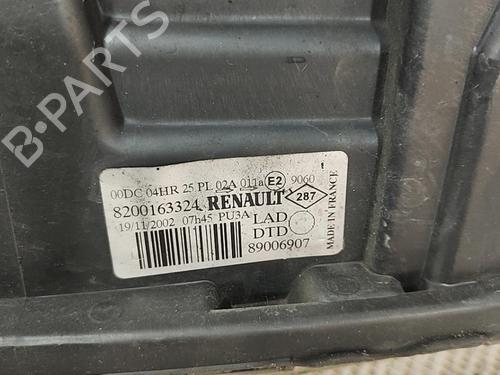 00DC 04HR 25 PL 02A 011a E2 9060
8200163324 RENAULT 287
19/11/2002 07h45 PU3A LAD
DTD
89006907
MADE IN FRANCE
B-PARTS